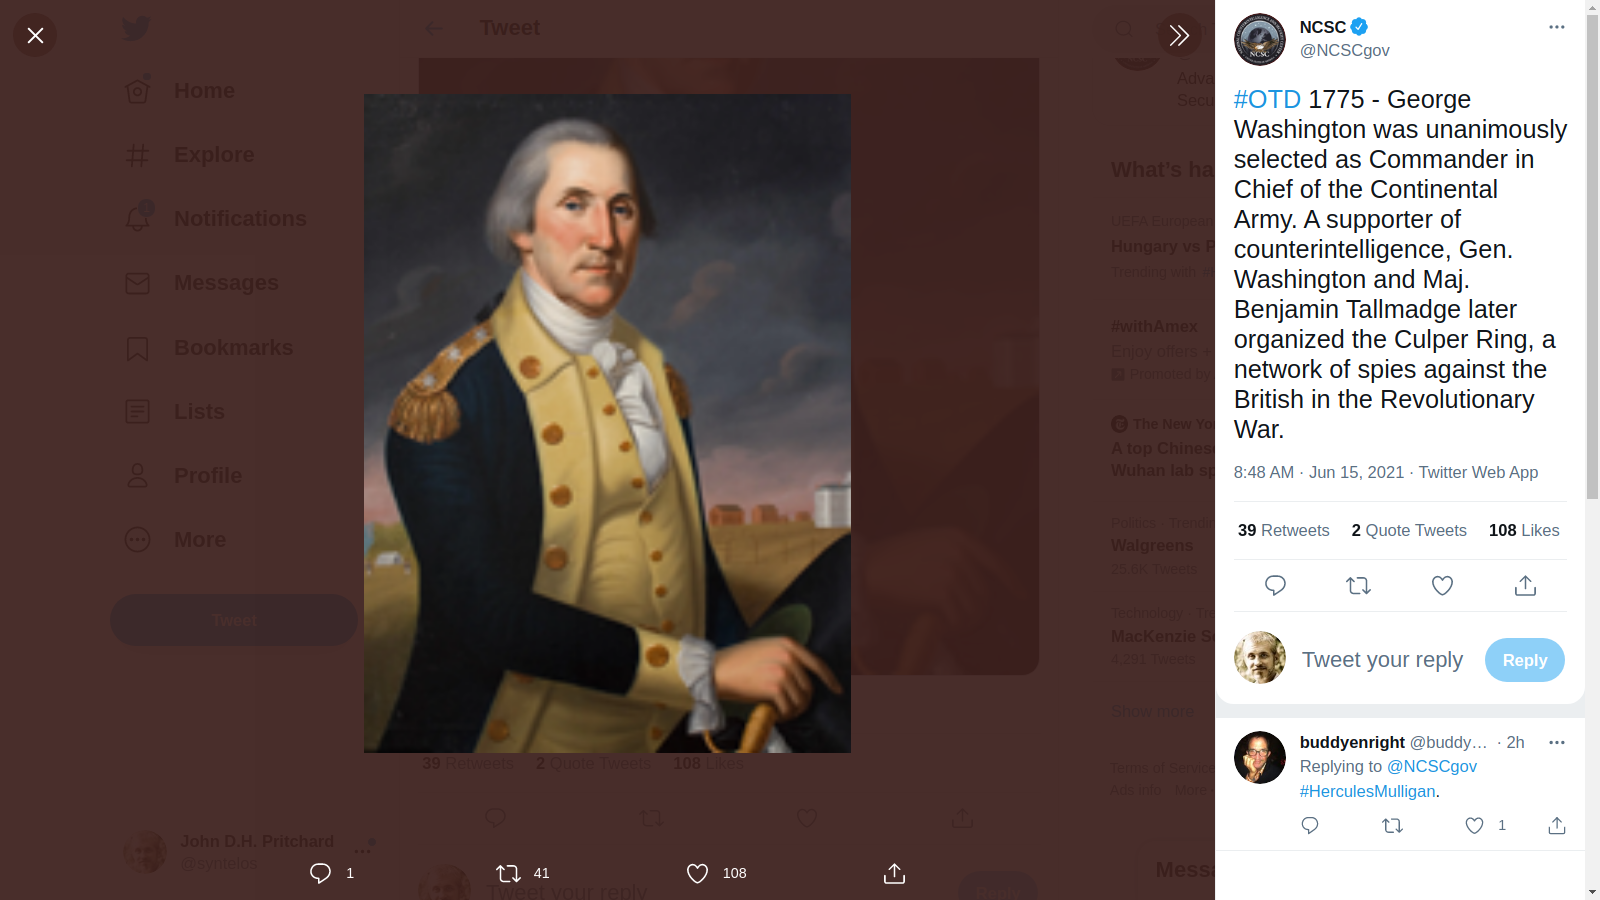 Tweet
Home
Explore
Notifications
Messages
Bookmarks
Lists
Profile
More
Tweet
John D.H. Pritchard
@syntelos
39 Retweets 2 Quote Tweets 108 Likes
Tweet your reply
Reply
1
41
108
Adva
Secu
What's ha
UEFA European
Hungary vs P
Trending with
#withAmex
Enjoy offers +
Promoted by
The New Yo
A top Chines
Wuhan lab sp
Politics · Trendin
Walgreens
25.6K Tweets
Technology · Tre
MacKenzie S
4,291 Tweets
Show more
Terms of Service
Ads info More
Mess
NCSC
@NCSCgov
#OTD 1775 - George
Washington was unanimously
selected as Commander in
Chief of the Continental
Army. A supporter of
counterintelligence, Gen.
Washington and Maj.
Benjamin Tallmadge later
organized the Culper Ring, a
network of spies against the
British in the Revolutionary
War.
8:48 AM · Jun 15, 2021 · Twitter Web App
39 Retweets 2 Quote Tweets 108 Likes
Tweet your reply
Reply
buddyenright @buddy… · 2h
Replying to @NCSCgov
#HerculesMulligan.
1